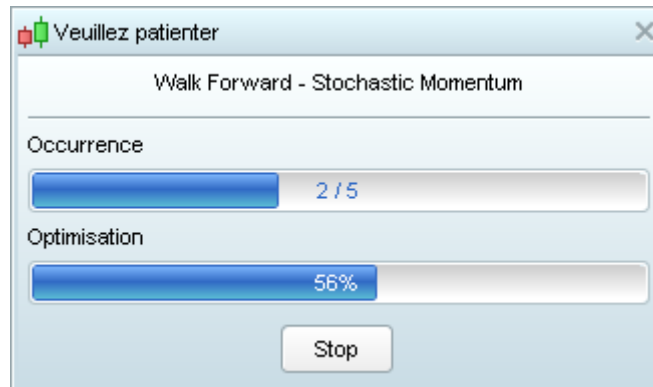 Veuillez patienter
Walk Forward - Stochastic Momentum
Occurrence
2 / 5
Optimisation
56%
Stop